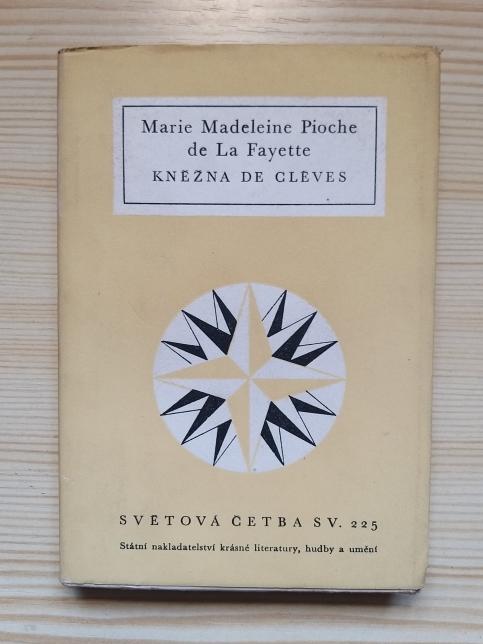 Marie Madeleine Pioche
de La Fayette
KNĚŽNA DE CLÈVES
SVĚTOVÁ ČETBA SV. 225
Státní nakladatelství krásné literatury, hudby a umění